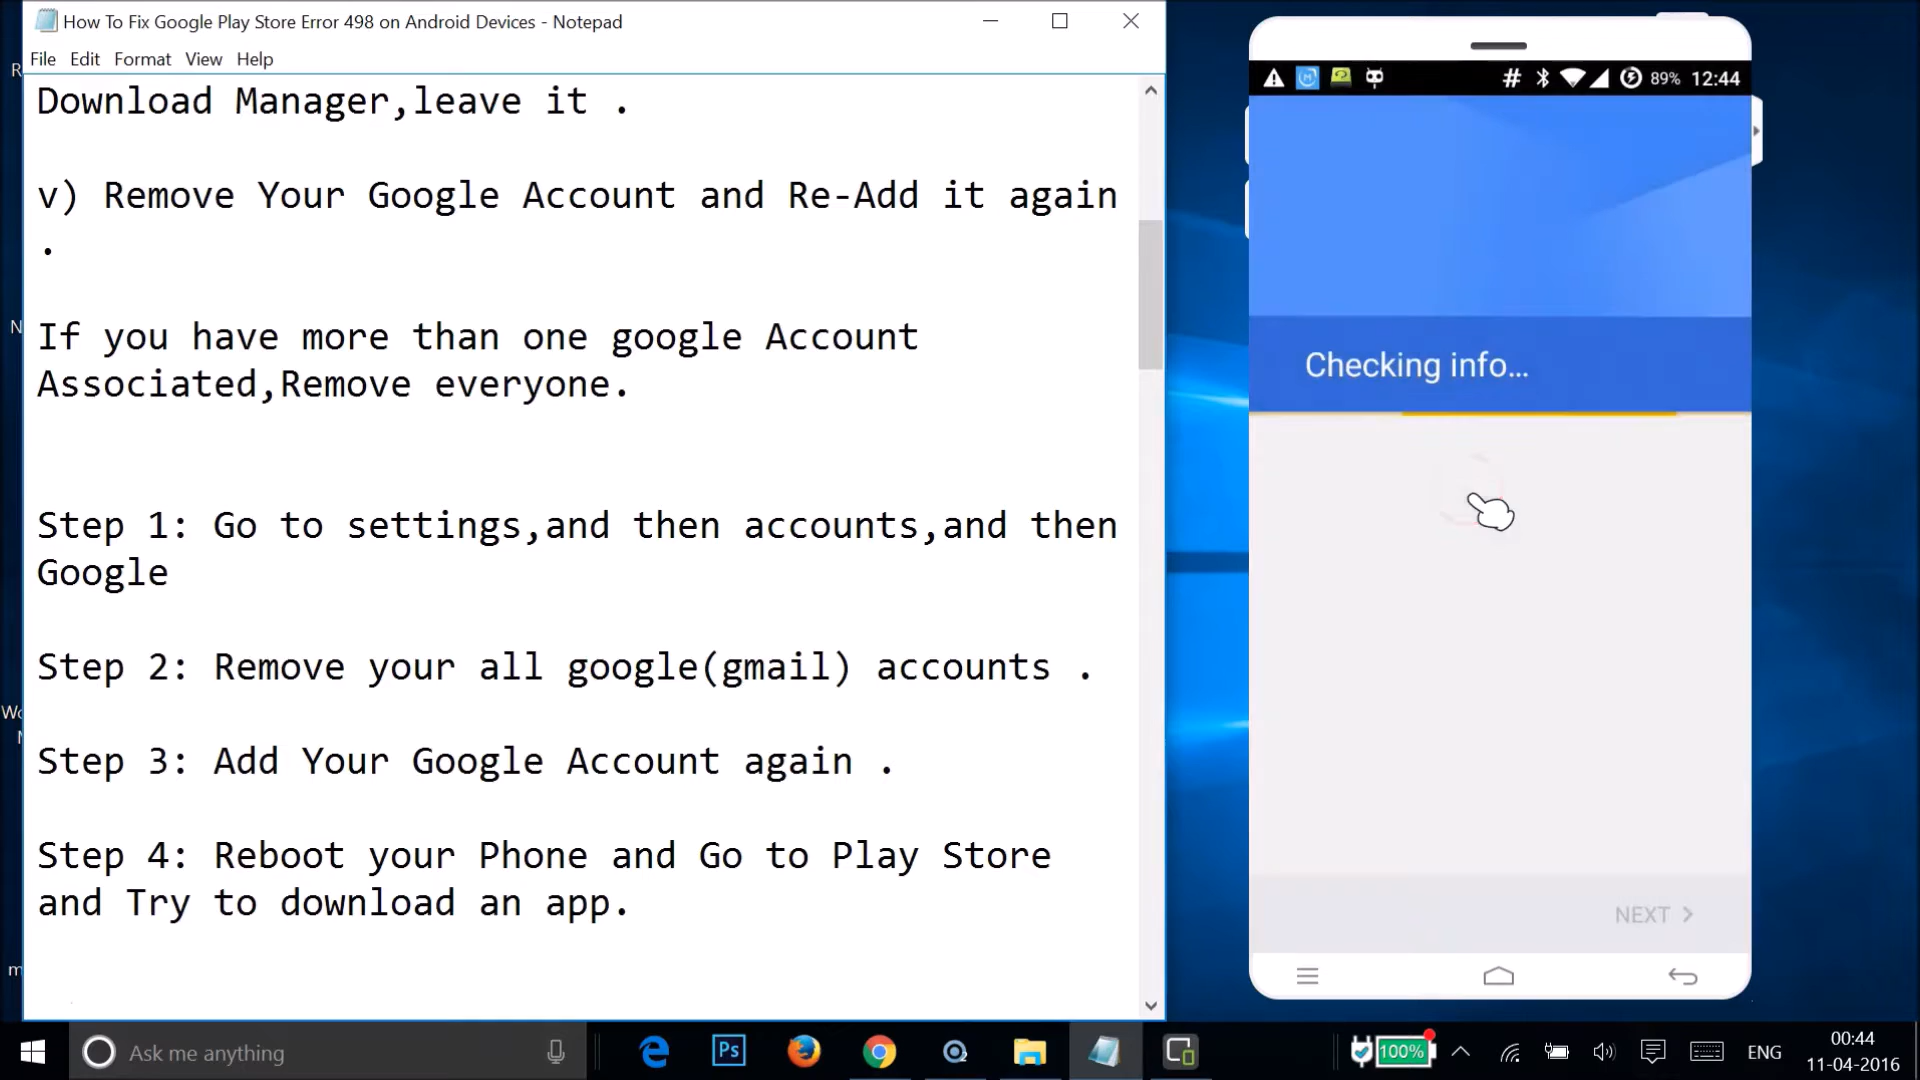 How To Fix Google Play Store Error 498 on Android Devices - Notepad
File Edit Format View Help
Download Manager,leave it .
v) Remove Your Google Account and Re-Add it again
.
If you have more than one google Account
Associated,Remove everyone.
Step 1: Go to settings,and then accounts,and then
Google
Step 2: Remove your all google(gmail) accounts .
Step 3: Add Your Google Account again .
Step 4: Reboot your Phone and Go to Play Store
and Try to download an app.
89% 12:44
Checking info...
NEXT
R
N
Wo
m
Ask me anything
Ps
100%
ENG
00:44
11-04-2016